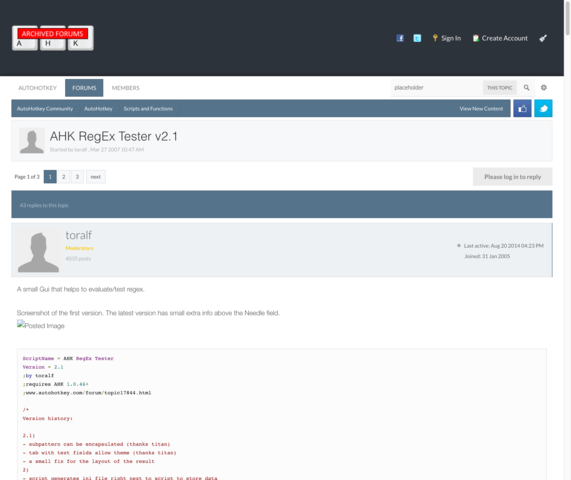 ARCHIVED FORUMS
A H K
Sign In
Create Account
AUTOHOTKEY FORUMS MEMBERS
placeholder
THIS TOPIC
AutoHotkey Community AutoHotkey Scripts and Functions View New Content
AHK RegEx Tester v2.1
Started by toralf , Mar 27 2007 10:47 AM
Page 1 of 3 1 2 3 next
Please log in to reply
43 replies to this topic
toralf
Moderators
4035 posts
Last active: Aug 20 2014 04:23 PM
Joined: 31 Jan 2005
A small Gui that helps to evaluate/test regex.
Screenshot of the first version. The latest version has small extra info above the Needle field.
Posted Image
ScriptName = AHK RegEx Tester
Version = 2.1
;by toralf
;requires AHK 1.0.46+
;www.autohotkey.com/forum/topic17844.html
/*
Version history:
2.1)
- subpattern can be encapsulated (thanks titan)
- tab with text fields allow theme (thanks titan)
- a small fix for the layout of the result
2)
- script generates ini file right next to script to store data